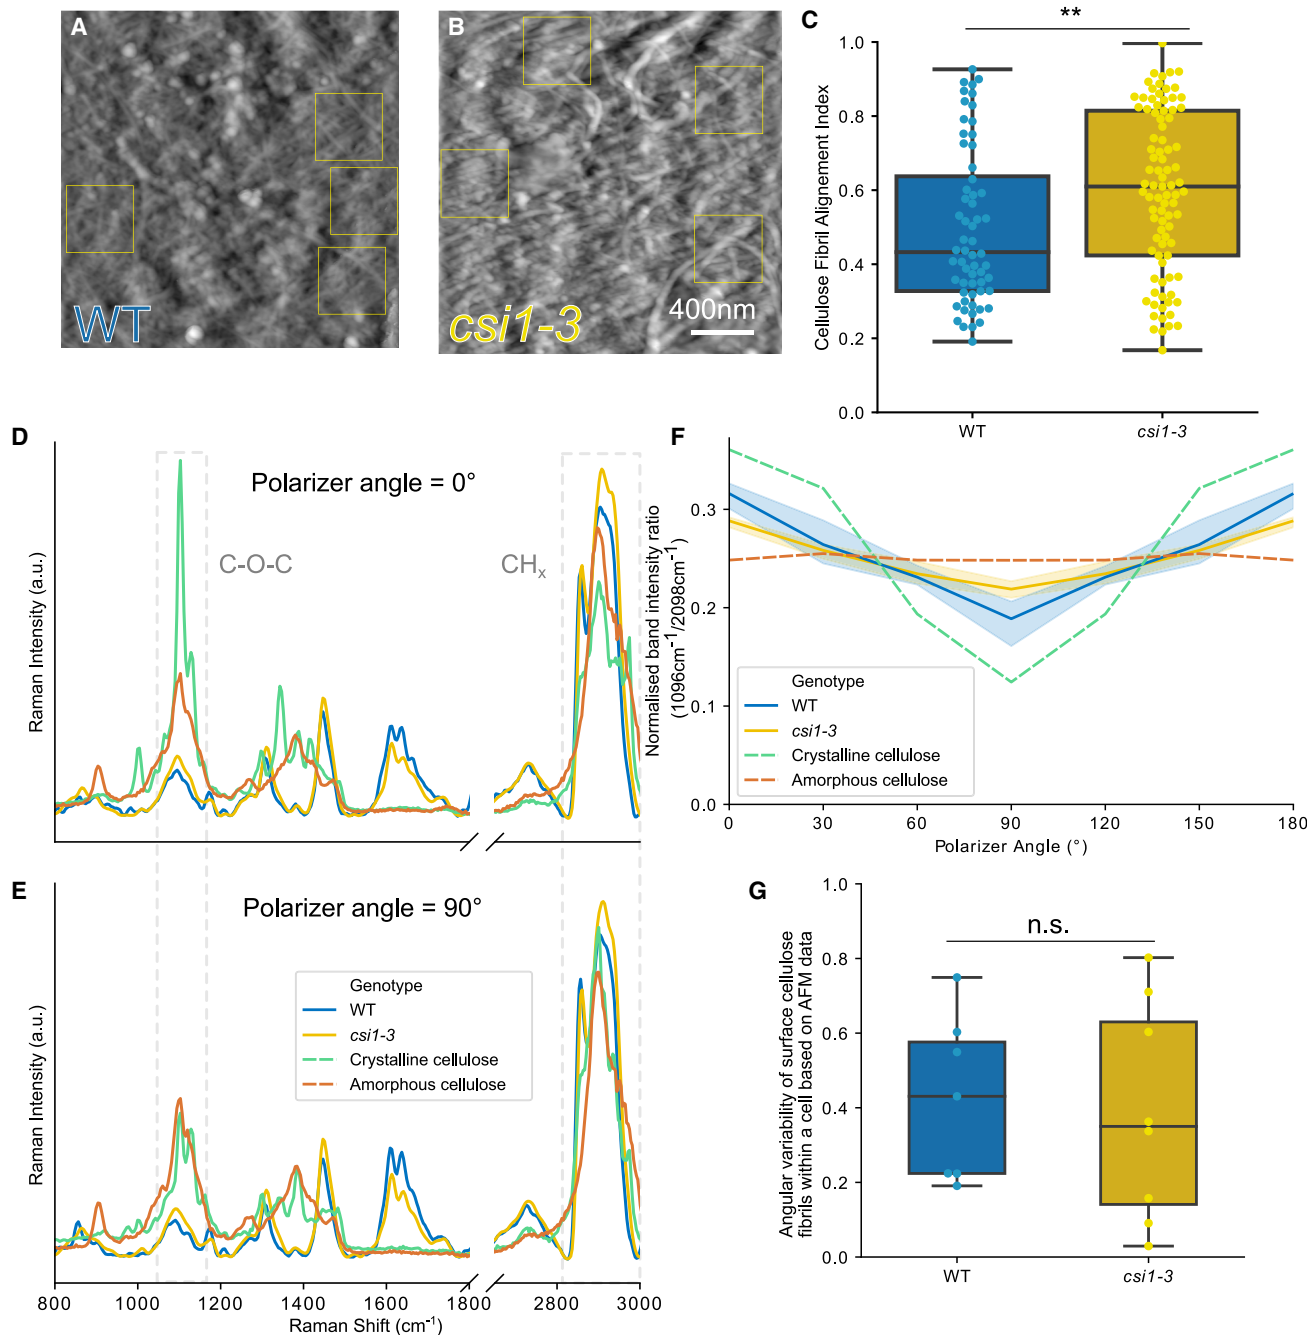 A
WT
B
csi1-3
400nm
C
**
Cellulose Fibril Alignement Index
1.0
0.8
0.6
0.4
0.2
0.0
WT
csi1-3
D
Polarizer angle = 0°
C-O-C
CHx
Raman Intensity (a.u.)
E
Polarizer angle = 90°
Genotype
WT
csi1-3
Crystalline cellulose
Amorphous cellulose
Raman Intensity (a.u.)
800
1000
1200
1400
1600
1800
2800
3000
Raman Shift (cm-1)
F
Normalised band intensity ratio
(1096cm-1/2098cm-1)
0.3
0.2
0.1
0.0
Genotype
WT
csi1-3
Crystalline cellulose
Amorphous cellulose
0
30
60
90
120
150
180
Polarizer Angle (°)
G
n.s.
Angular variability of surface cellulose
fibrils within a cell based on AFM data
1.0
0.8
0.6
0.4
0.2
0.0
WT
csi1-3